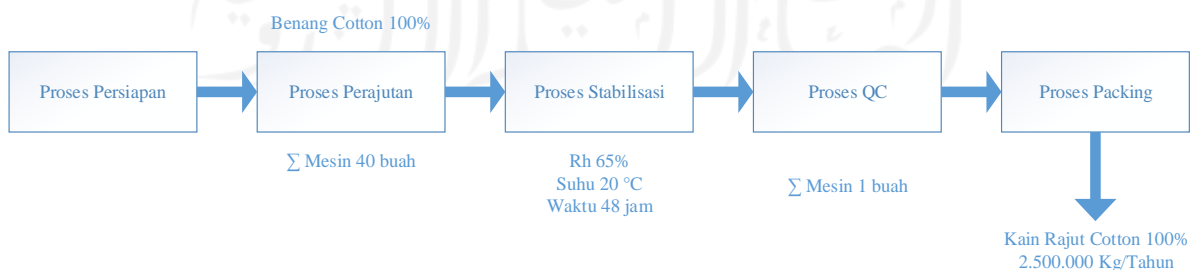 Benang Cotton 100%
Proses Persiapan
Proses Perajutan
Proses Stabilisasi
Proses QC
Proses Packing
∑ Mesin 40 buah
Rh 65%
Suhu 20 °C
Waktu 48 jam
∑ Mesin 1 buah
Kain Rajut Cotton 100%
2.500.000 Kg/Tahun